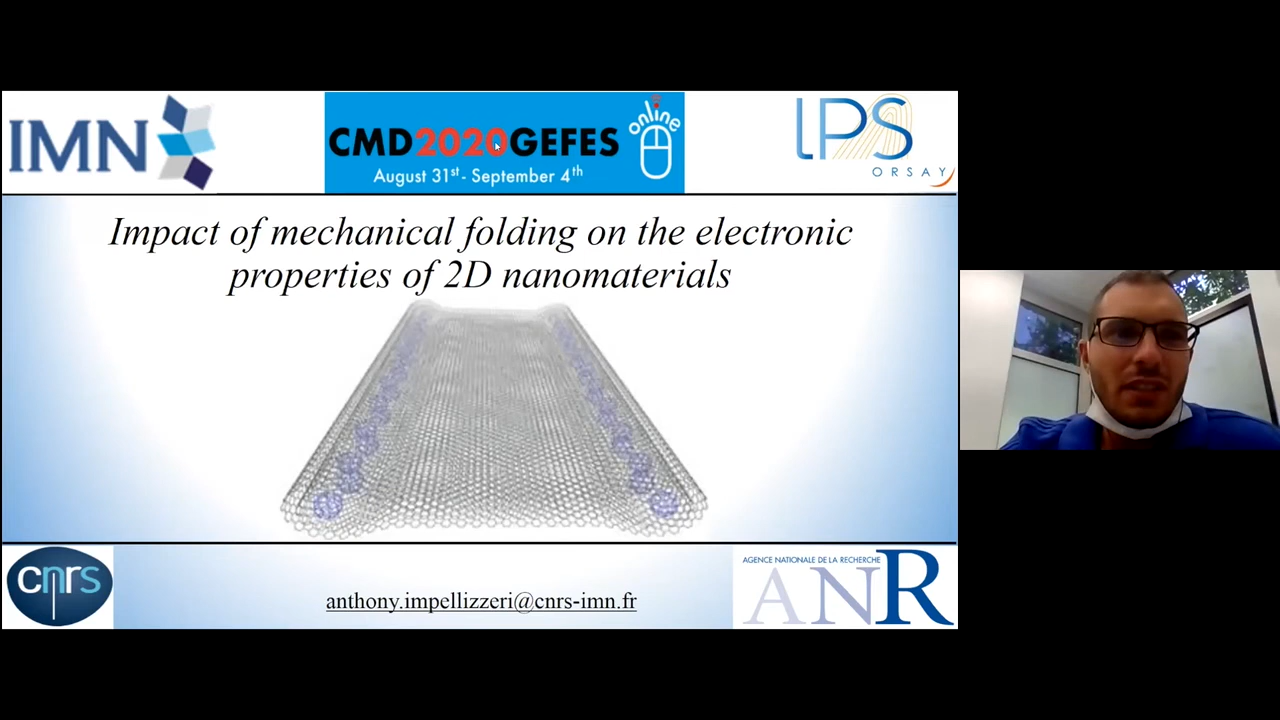 IMN
CMD2020GEFES
online
August 31st - September 4th
LPS
ORSAY
Impact of mechanical folding on the electronic
properties of 2D nanomaterials
cnrs
anthony.impellizzeri@cnrs-imn.fr
AGENCE NATIONALE DE LA RECHERCHE
ANR